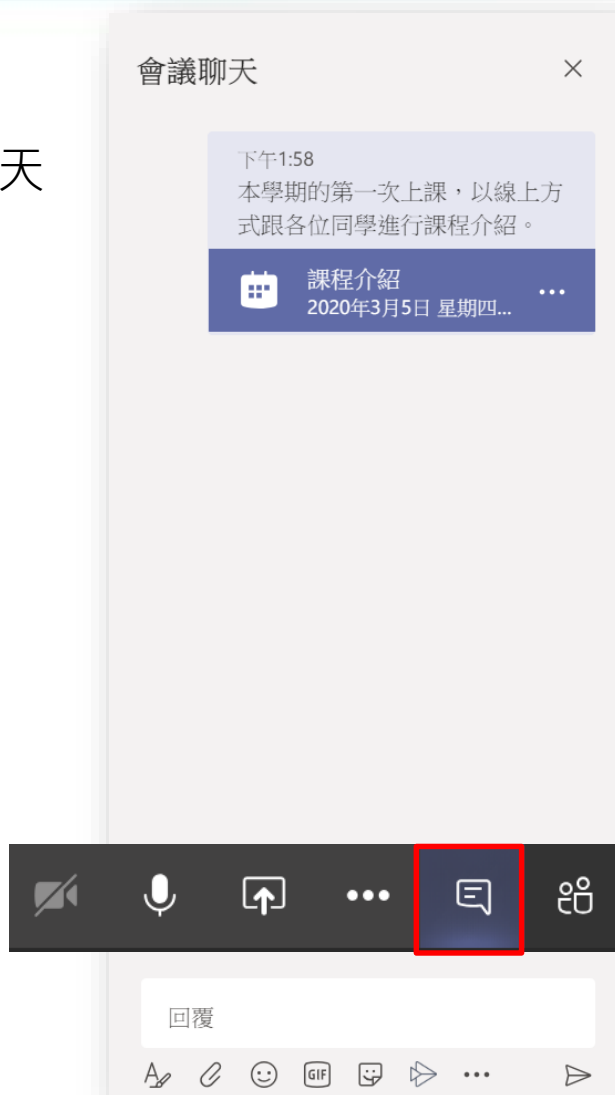 會議聊天
天
下午1:58
本學期的第一次上課，以線上方
式跟各位同學進行課程介紹。
課程介紹
2020年3月5日 星期四...
回覆
GIF